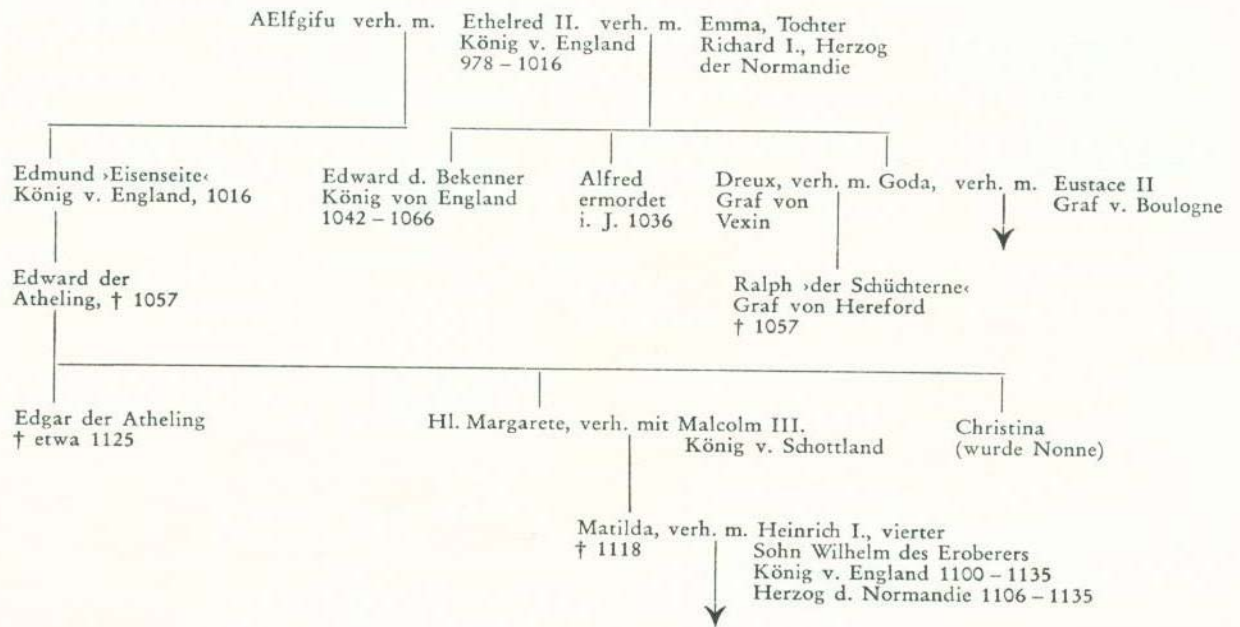 AElfgifu verh. m. Ethelred II. verh. m. Emma, Tochter
König v. England Richard I., Herzog
978 – 1016 der Normandie
Edmund ›Eisenseite‹
König v. England, 1016
Edward d. Bekenner
König von England
1042 – 1066
Alfred
ermordet
i. J. 1036
Dreux, verh. m. Goda, verh. m. Eustace II
Graf von Graf v. Boulogne
Vexin
Edward der
Atheling, † 1057
Ralph ›der Schüchterne‹
Graf von Hereford
† 1057
Edgar der Atheling
† etwa 1125
Hl. Margarete, verh. mit Malcolm III.
König v. Schottland
Christina
(wurde Nonne)
Matilda, verh. m. Heinrich I., vierter
† 1118 Sohn Wilhelm des Eroberers
König v. England 1100 – 1135
Herzog d. Normandie 1106 – 1135